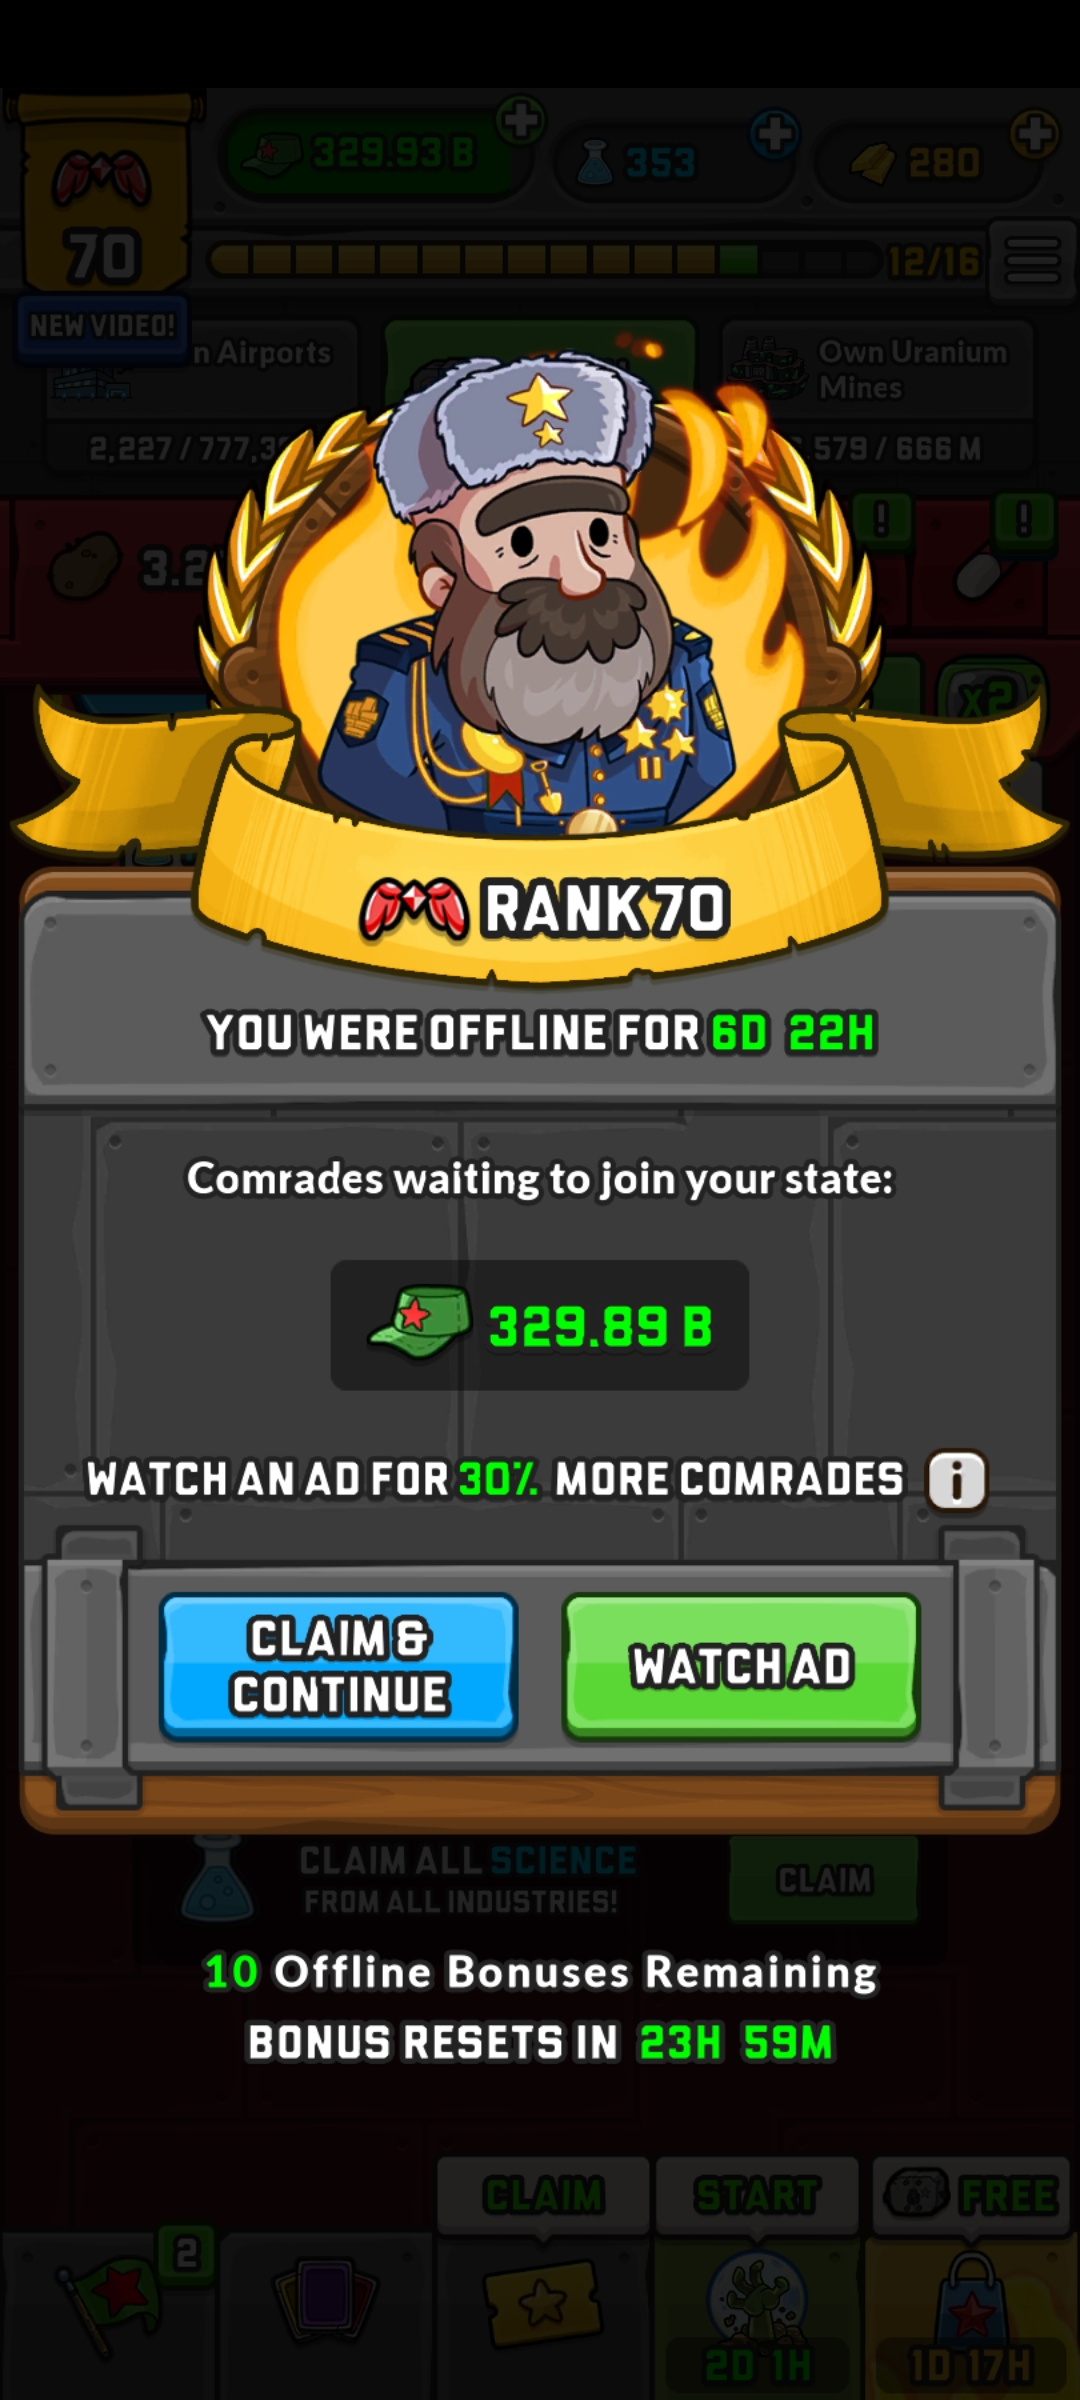 329.93 B
353
280
70
12/16
NEW VIDEO!
n Airports
Own Uranium
Mines
2,227 / 777,3
579 / 666 M
3.2
!
!
x2
RANK 70
YOU WERE OFFLINE FOR 6D 22H
Comrades waiting to join your state:
329.89 B
WATCH AN AD FOR 30% MORE COMRADES
i
CLAIM &
CONTINUE
WATCH AD
CLAIM ALL SCIENCE
FROM ALL INDUSTRIES!
CLAIM
10 Offline Bonuses Remaining
BONUS RESETS IN 23H 59M
CLAIM
START
FREE
2
2D 1H
1D 17H